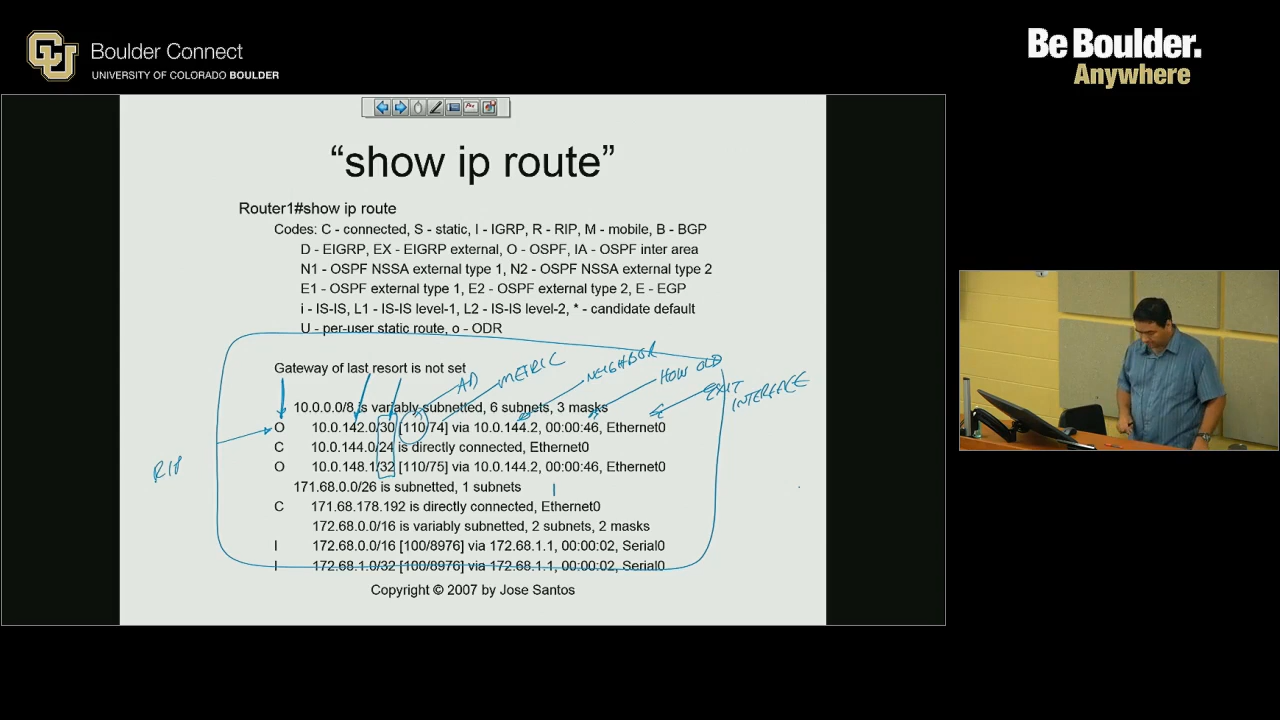 Boulder Connect
UNIVERSITY OF COLORADO BOULDER
Be Boulder.
Anywhere
“show ip route”
Router1#show ip route
Codes: C - connected, S - static, I - IGRP, R - RIP, M - mobile, B - BGP
D - EIGRP, EX - EIGRP external, O - OSPF, IA - OSPF inter area
N1 - OSPF NSSA external type 1, N2 - OSPF NSSA external type 2
E1 - OSPF external type 1, E2 - OSPF external type 2, E - EGP
i - IS-IS, L1 - IS-IS level-1, L2 - IS-IS level-2, * - candidate default
U - per-user static route, o - ODR
Gateway of last resort is not set
AD METRIC NEIGHBOR HOW OLD EXIT INTERFACE
10.0.0.0/8 is variably subnetted, 6 subnets, 3 masks
O 10.0.142.0/30 [110/74] via 10.0.144.2, 00:00:46, Ethernet0
C 10.0.144.0/24 is directly connected, Ethernet0
RIP
O 10.0.148.1/32 [110/75] via 10.0.144.2, 00:00:46, Ethernet0
171.68.0.0/26 is subnetted, 1 subnets
C 171.68.178.192 is directly connected, Ethernet0
172.68.0.0/16 is variably subnetted, 2 subnets, 2 masks
I 172.68.0.0/16 [100/8976] via 172.68.1.1, 00:00:02, Serial0
I 172.68.1.0/32 [100/8976] via 172.68.1.1, 00:00:02, Serial0
Copyright © 2007 by Jose Santos